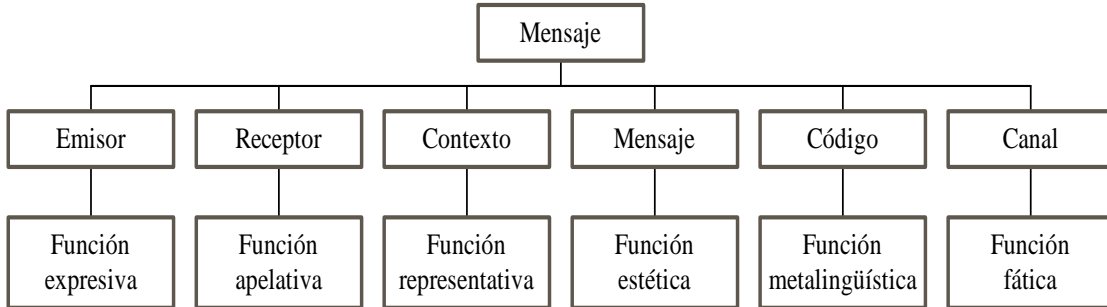 Mensaje
Emisor
Receptor
Contexto
Mensaje
Código
Canal
Función
expresiva
Función
apelativa
Función
representativa
Función
estética
Función
metalingüística
Función
fática